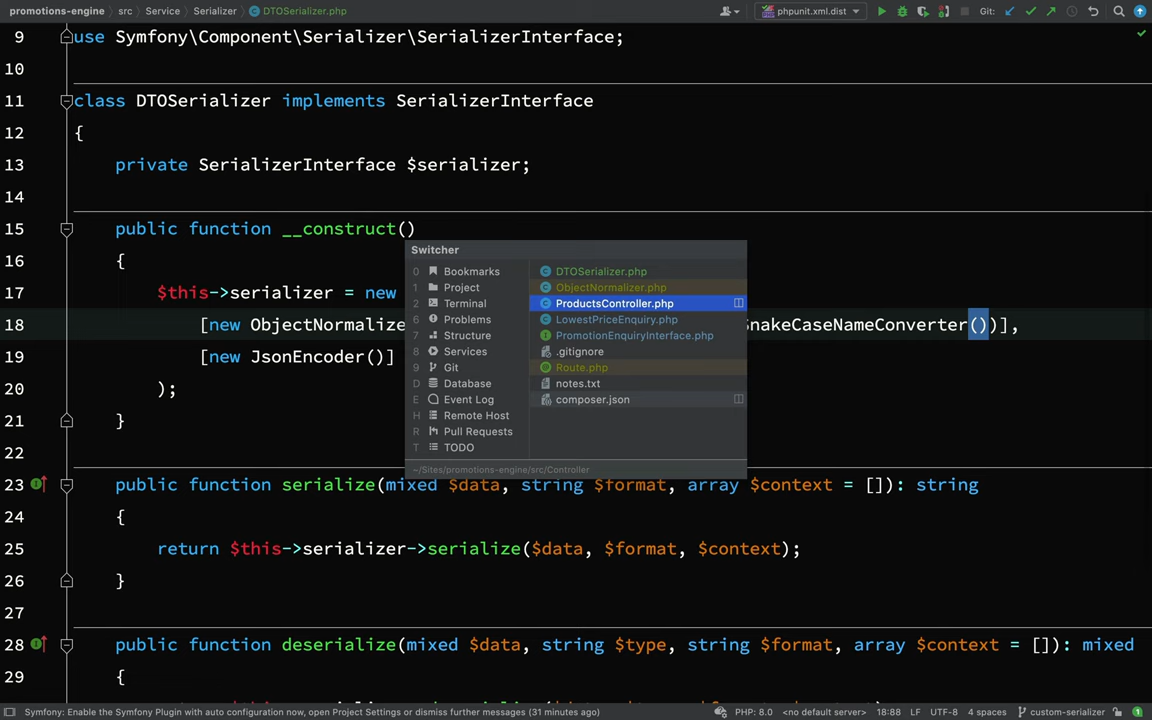 promotions-engine src Service Serializer DTOSerializer.php phpunit.xml.dist Git:
9 use Symfony\Component\Serializer\SerializerInterface;
10
11 class DTOSerializer implements SerializerInterface
12 {
13 private SerializerInterface $serializer;
14
15 public function __construct()
16 {
17 $this->serializer = new
18 [new ObjectNormalize SnakeCaseNameConverter())],
19 [new JsonEncoder()]
20 );
21 }
22
23 public function serialize(mixed $data, string $format, array $context = []): string
24 {
25 return $this->serializer->serialize($data, $format, $context);
26 }
27
28 public function deserialize(mixed $data, string $type, string $format, array $context = []): mixed
29 {
Switcher
0 Bookmarks
1 Project
2 Terminal
6 Problems
7 Structure
8 Services
9 Git
D Database
E Event Log
H Remote Host
R Pull Requests
T TODO
DTOSerializer.php
ObjectNormalizer.php
ProductsController.php
LowestPriceEnquiry.php
PromotionEnquiryInterface.php
.gitignore
Route.php
notes.txt
composer.json
~/Sites/promotions-engine/src/Controller
Symfony: Enable the Symfony Plugin with auto configuration now, open Project Settings or dismiss further messages (31 minutes ago) PHP: 8.0 <no default server> 18:88 LF UTF-8 4 spaces custom-serializer 1